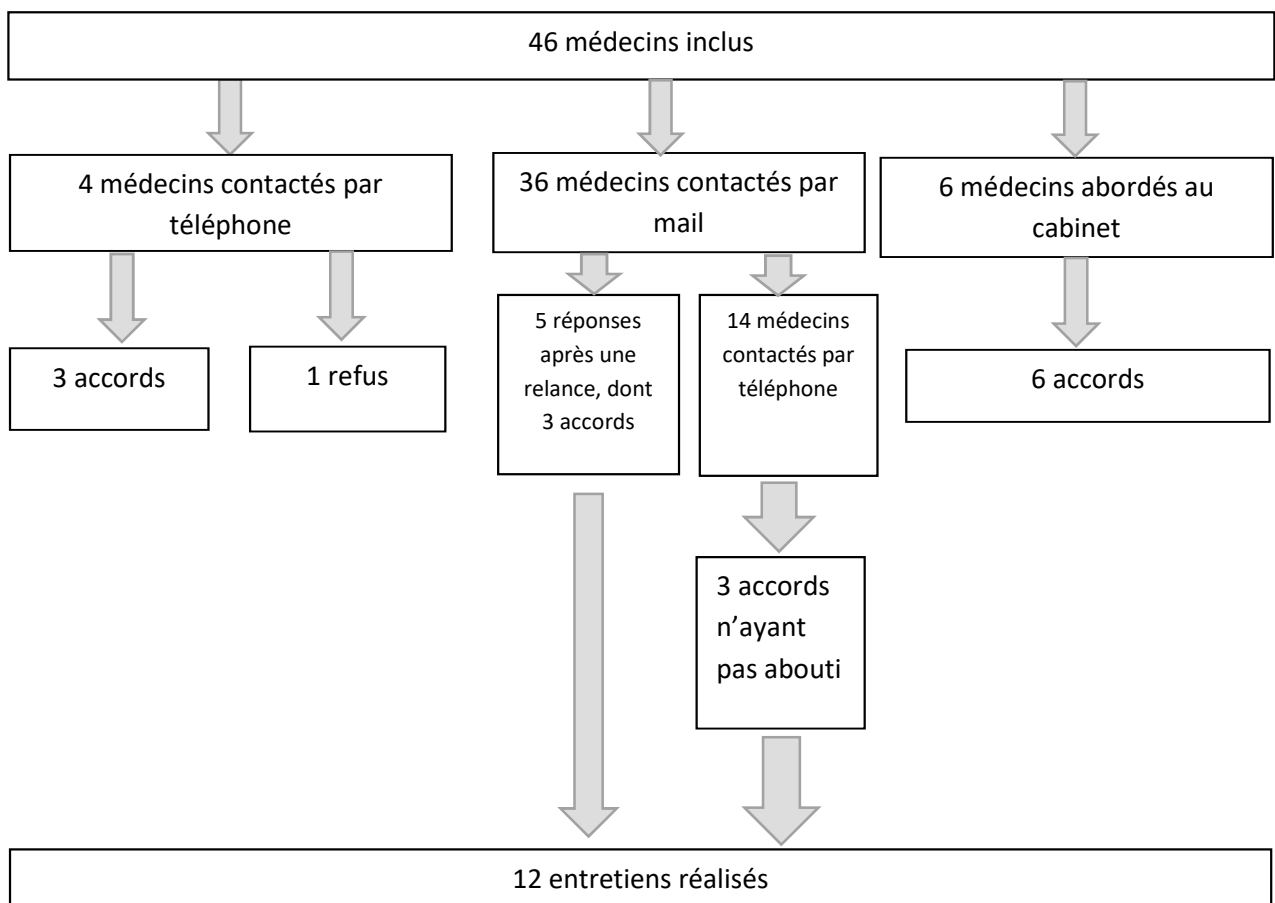 46 médecins inclus
4 médecins contactés par
téléphone
36 médecins contactés par
mail
6 médecins abordés au
cabinet
3 accords
1 refus
5 réponses
après une
relance, dont
3 accords
14 médecins
contactés par
téléphone
6 accords
3 accords
n’ayant
pas abouti
12 entretiens réalisés